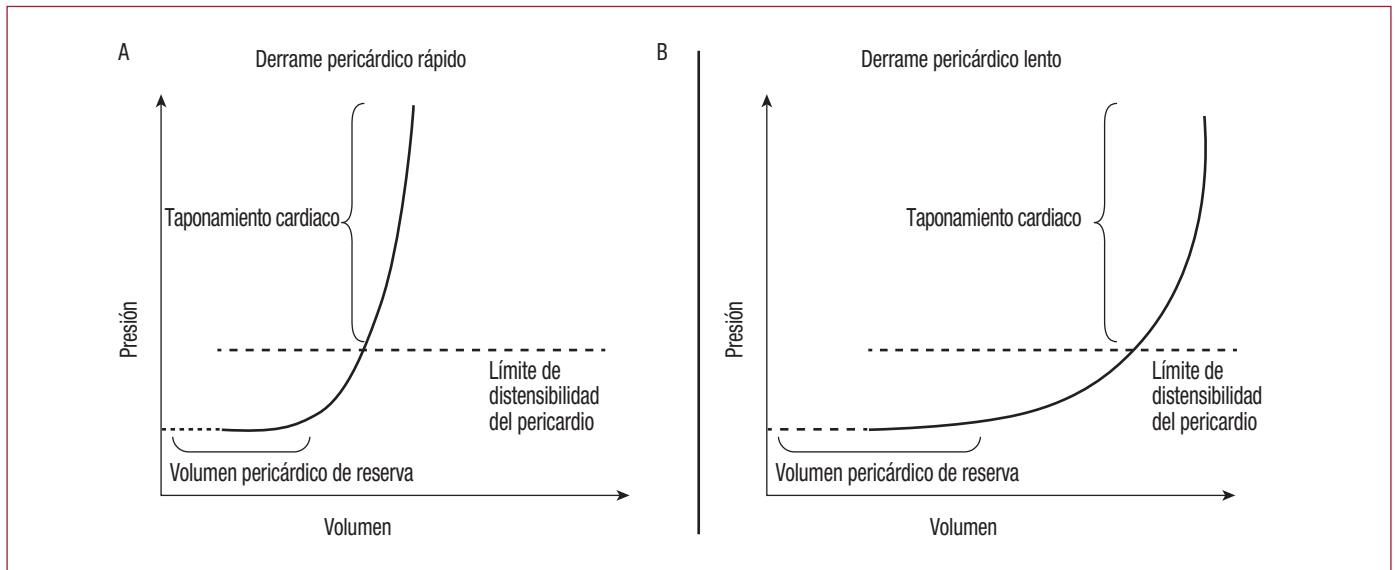 A
Derrame pericárdico rápido
Taponamiento cardiaco
Presión
Límite de
distensibilidad
del pericardio
Volumen pericárdico de reserva
Volumen
B
Derrame pericárdico lento
Taponamiento cardiaco
Presión
Límite de
distensibilidad
del pericardio
Volumen pericárdico de reserva
Volumen